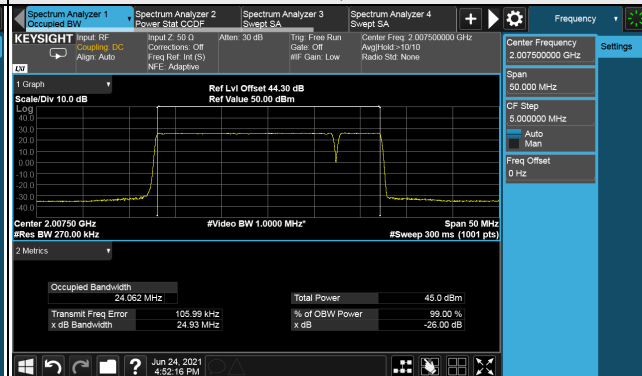 Spectrum Analyzer 1
Occupied BW
Spectrum Analyzer 2
Power Stat CCDF
Spectrum Analyzer 3
Swept SA
Spectrum Analyzer 4
Swept SA
Frequency
KEYSIGHT
Input: RF
Coupling: DC
Align: Auto
Input Z: 50 Ω
Corrections: Off
Freq Ref: Int (S)
NFE: Adaptive
Atten: 30 dB
Trig: Free Run
Gate: Off
#IF Gain: Low
Center Freq: 2.007500000 GHz
Avg|Hold:>10/10
Radio Std: None
LXI
Center Frequency
2.007500000 GHz
Settings
Span
50.000 MHz
CF Step
5.000000 MHz
Auto
Man
Freq Offset
0 Hz
1 Graph
Scale/Div 10.0 dB
Ref Lvl Offset 44.30 dB
Ref Value 50.00 dBm
Log
40.0
30.0
20.0
10.0
0.00
-10.0
-20.0
-30.0
-40.0
Center 2.00750 GHz
#Res BW 270.00 kHz
#Video BW 1.0000 MHz*
Span 50 MHz
#Sweep 300 ms (1001 pts)
2 Metrics
Occupied Bandwidth
24.062 MHz
Total Power 45.0 dBm
Transmit Freq Error 105.99 kHz
% of OBW Power 99.00 %
x dB Bandwidth 24.93 MHz
x dB -26.00 dB
?
Jun 24, 2021
4:52:16 PM